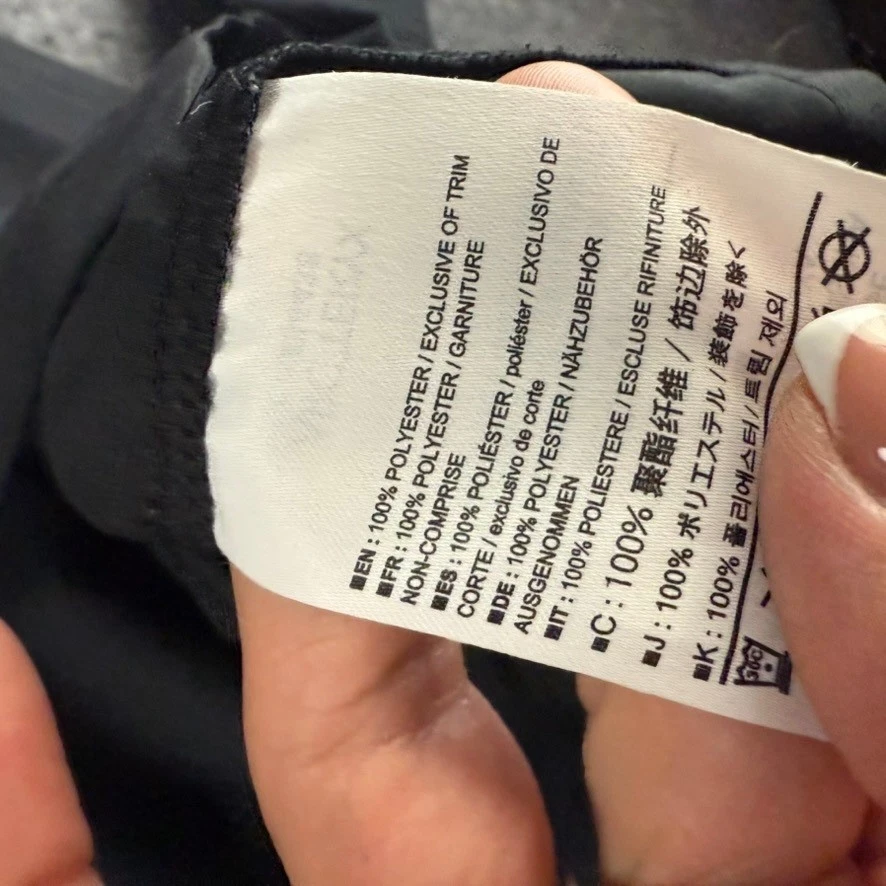 ■EN : 100% POLYESTER / EXCLUSIVE OF TRIM
■FR : 100% POLYESTER / GARNITURE
NON-COMPRISE
■ES : 100% POLIÉSTER / poliéster / EXCLUSIVO DE
CORTE / exclusivo de corte
■DE : 100% POLYESTER / NÄHZUBEHÖR
AUSGENOMMEN
■IT : 100% POLIESTERE / ESCLUSE RIFINITURE
■C : 100% 聚酯纤维 / 饰边除外
■J : 100% ポリエステル / 装飾を除く
■K : 100% 폴리에스터 / 트림 제외
30C